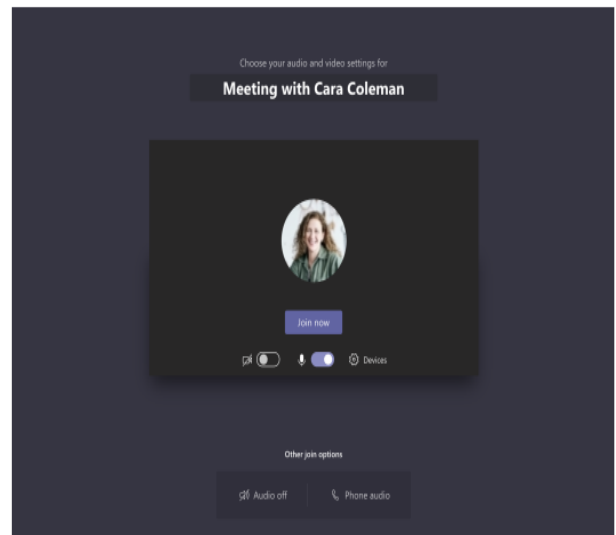 Choose your audio and video settings for
Meeting with Cara Coleman
Join now
Devices
Other join options
Audio off
Phone audio